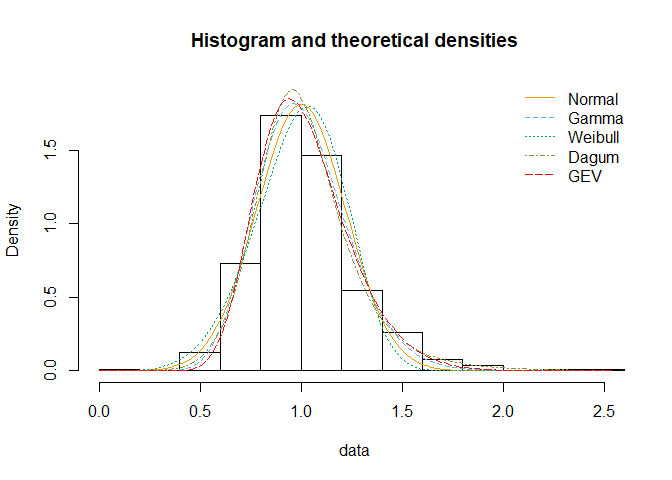 Histogram and theoretical densities
Normal
Gamma
Weibull
Dagum
GEV
Density
1.5
1.0
0.5
0.0
0.0 0.5 1.0 1.5 2.0 2.5
data